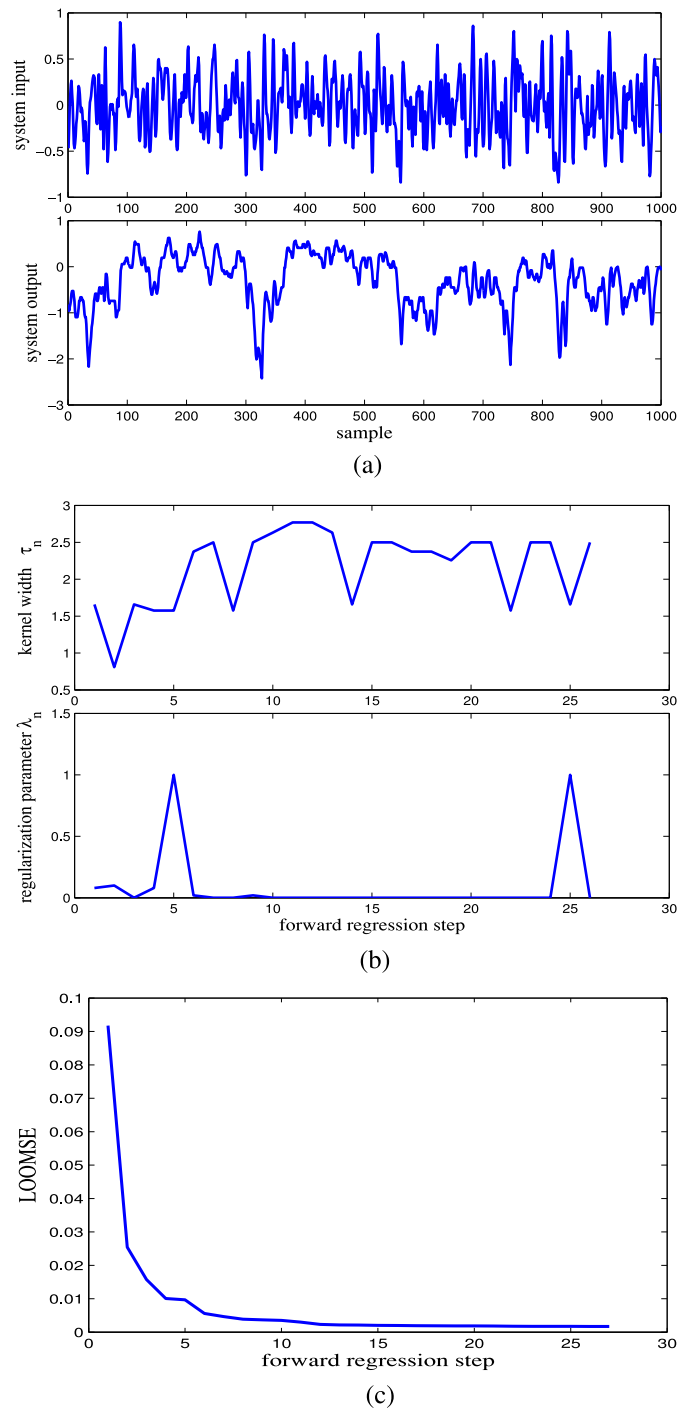 1
0.5
0
−0.5
−1
system input
0 100 200 300 400 500 600 700 800 900 1000
1
0
−1
−2
−3
system output
0 100 200 300 400 500 600 700 800 900 1000
sample
(a)
3
2.5
2
1.5
1
0.5
kernel width τn
0 5 10 15 20 25 30
1.5
1
0.5
0
regularization parameter λn
0 5 10 15 20 25 30
forward regression step
(b)
0.1
0.09
0.08
0.07
0.06
0.05
0.04
0.03
0.02
0.01
0
LOOMSE
0 5 10 15 20 25 30
forward regression step
(c)